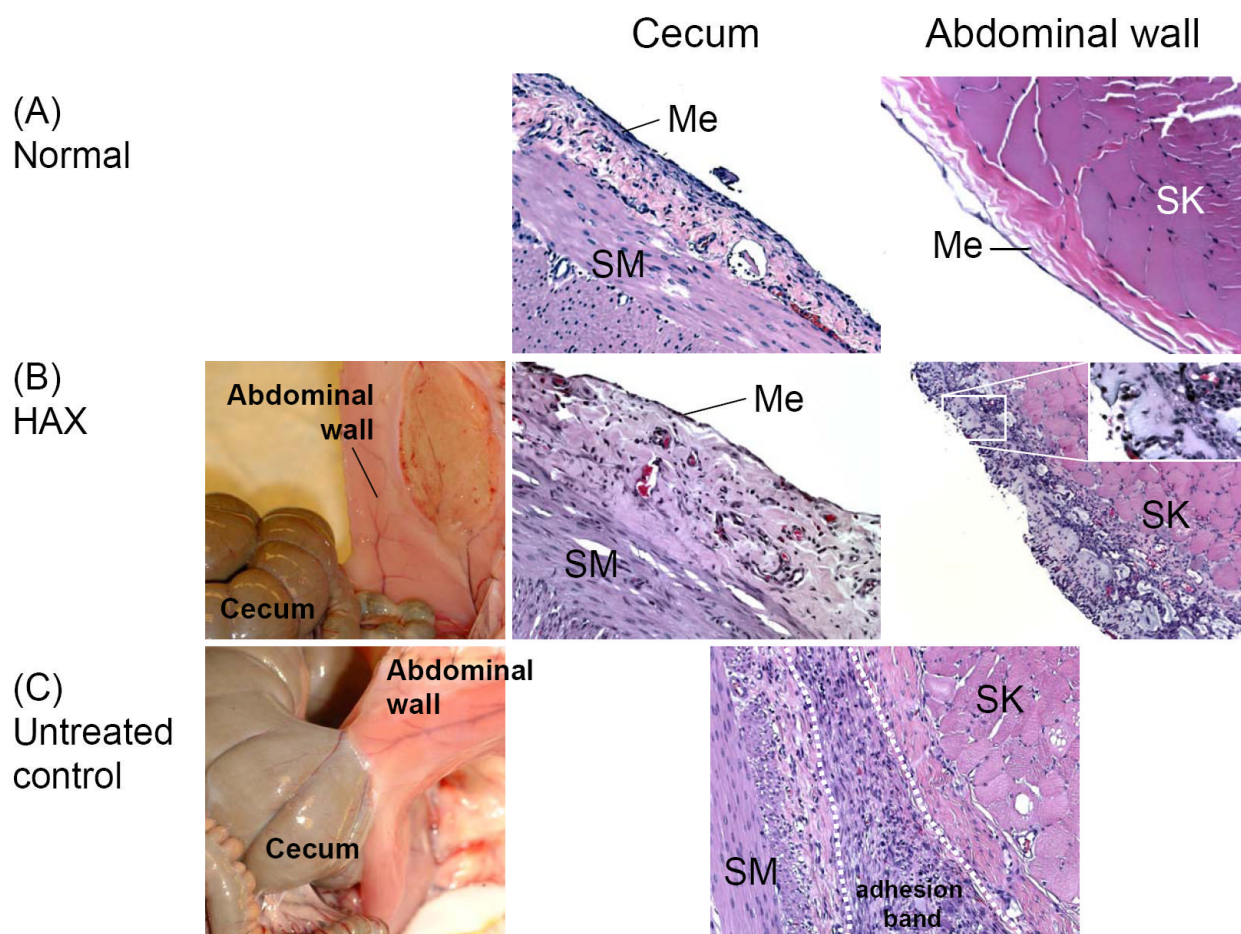 Cecum
Abdominal wall
(A)
Normal
Me
SM
Me
SK
(B)
HAX
Abdominal
wall
Cecum
Me
SM
SK
(C)
Untreated
control
Abdominal
wall
Cecum
SM
adhesion
band
SK